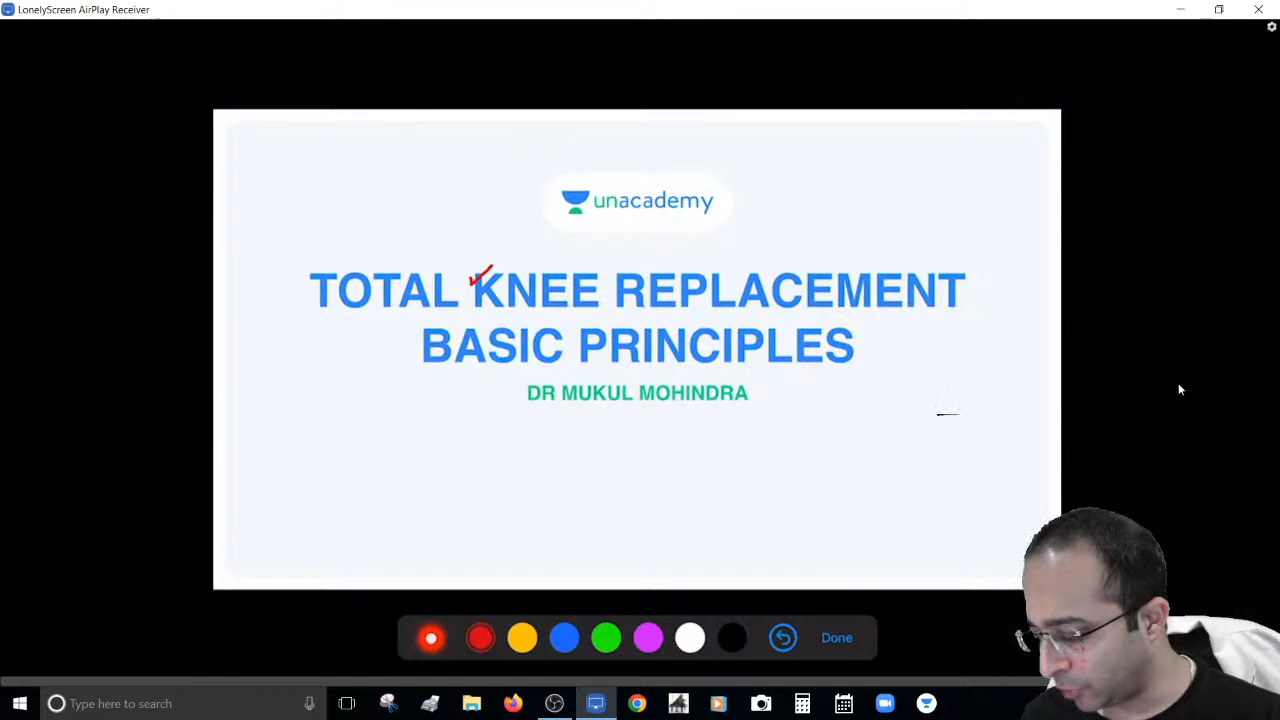 LonelyScreen AirPlay Receiver
unacademy
TOTAL KNEE REPLACEMENT
BASIC PRINCIPLES
DR MUKUL MOHINDRA
Done
Type here to search